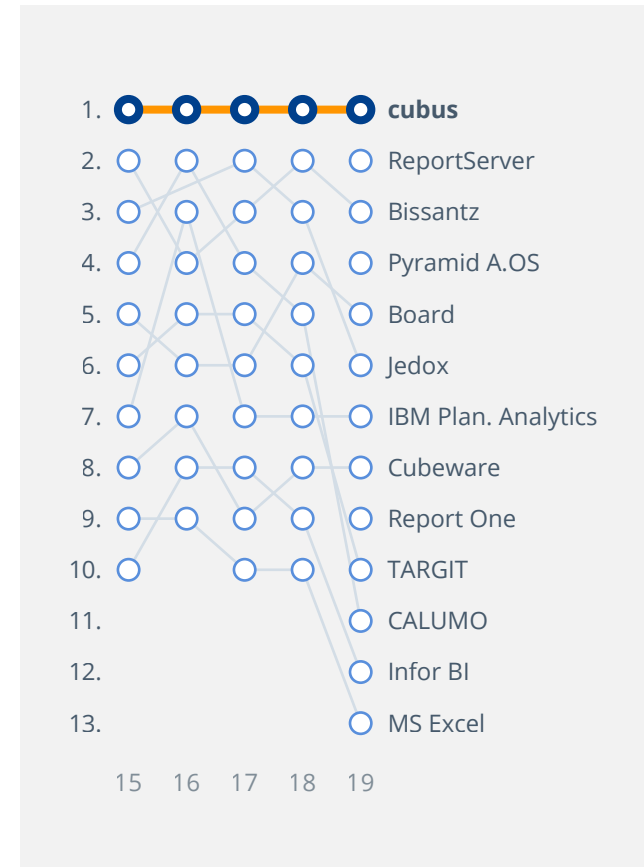 1. cubus
2. ReportServer
3. Bissantz
4. Pyramid A.OS
5. Board
6. Jedox
7. IBM Plan. Analytics
8. Cubeware
9. Report One
10. TARGIT
11. CALUMO
12. Infor BI
13. MS Excel
15 16 17 18 19